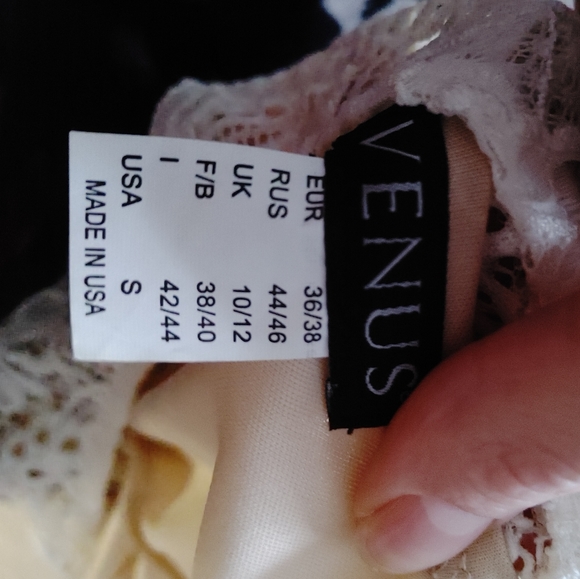 VENUS
EUR 36/38
RUS 44/46
UK 10/12
F/B 38/40
I 42/44
USA S
MADE IN USA